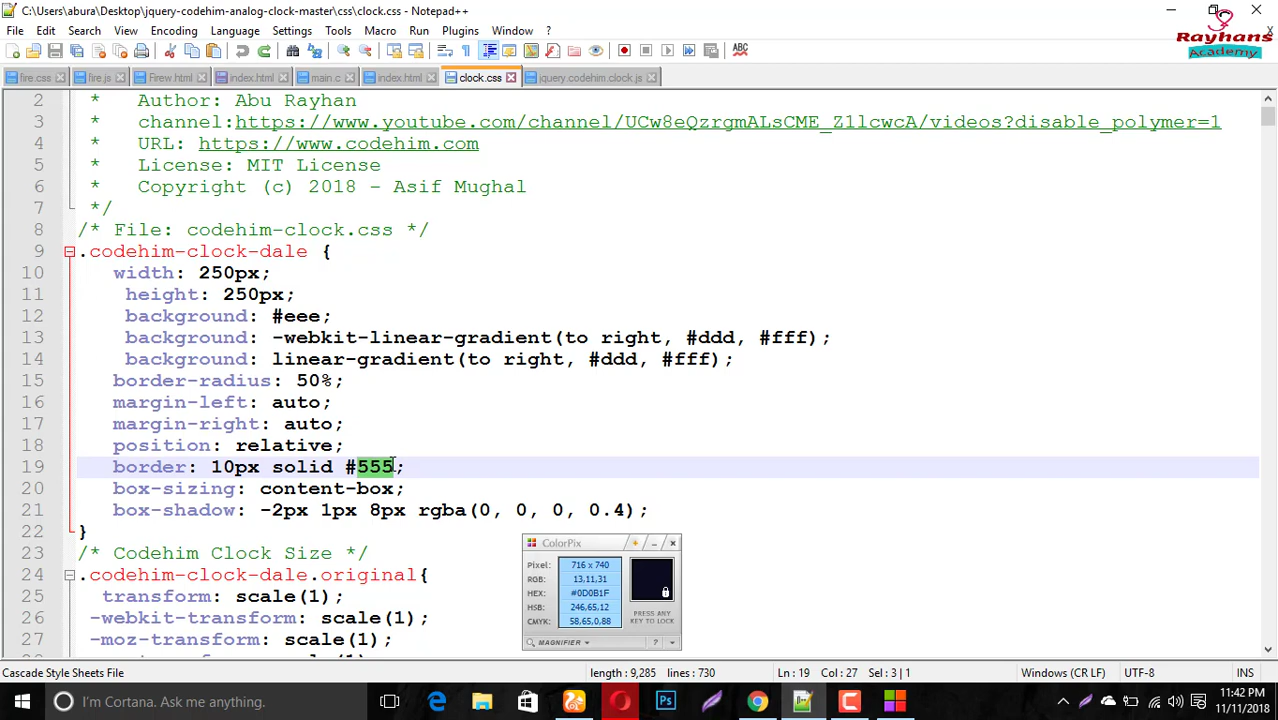 C:\Users\abura\Desktop\jquery-codehim-analog-clock-master\css\clock.css - Notepad++
File Edit Search View Encoding Language Settings Tools Macro Run Plugins Window ?
Rayhans
Academy
fire.css fire.js Firew.html index.html main.c index.html clock.css jquery.codehim.clock.js
2 * Author: Abu Rayhan
3 * channel:https://www.youtube.com/channel/UCw8eQzrgmALsCME_Z1lcwcA/videos?disable_polymer=1
4 * URL: https://www.codehim.com
5 * License: MIT License
6 * Copyright (c) 2018 - Asif Mughal
7 */
8 /* File: codehim-clock.css */
9 .codehim-clock-dale {
10 width: 250px;
11 height: 250px;
12 background: #eee;
13 background: -webkit-linear-gradient(to right, #ddd, #fff);
14 background: linear-gradient(to right, #ddd, #fff);
15 border-radius: 50%;
16 margin-left: auto;
17 margin-right: auto;
18 position: relative;
19 border: 10px solid #555;
20 box-sizing: content-box;
21 box-shadow: -2px 1px 8px rgba(0, 0, 0, 0.4);
22 }
23 /* Codehim Clock Size */
24 .codehim-clock-dale.original{
25 transform: scale(1);
26 -webkit-transform: scale(1);
27 -moz-transform: scale(1);
ColorPix
Pixel: 716 x 740
RGB: 13,11,31
HEX: #0D0B1F
HSB: 246,65,12
CMYK: 58,65,0,88
PRESS ANY
KEY TO LOCK
MAGNIFIER ?
Cascade Style Sheets File length : 9,285 lines : 730 Ln : 19 Col : 27 Sel : 3 | 1 Windows (CR LF) UTF-8 INS
I'm Cortana. Ask me anything.
11:42 PM
11/11/2018